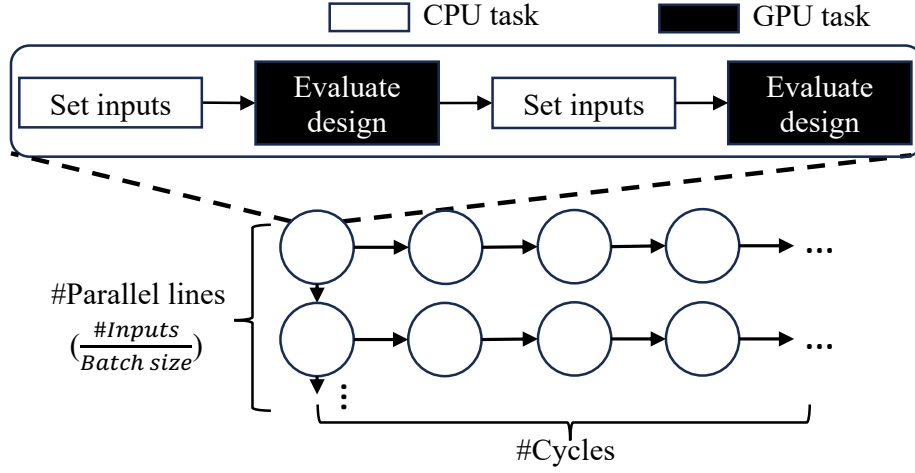 CPU task GPU task
Set inputs Evaluate design Set inputs Evaluate design
...
#Parallel lines
(#Inputs/Batch size)
...
...
#Cycles